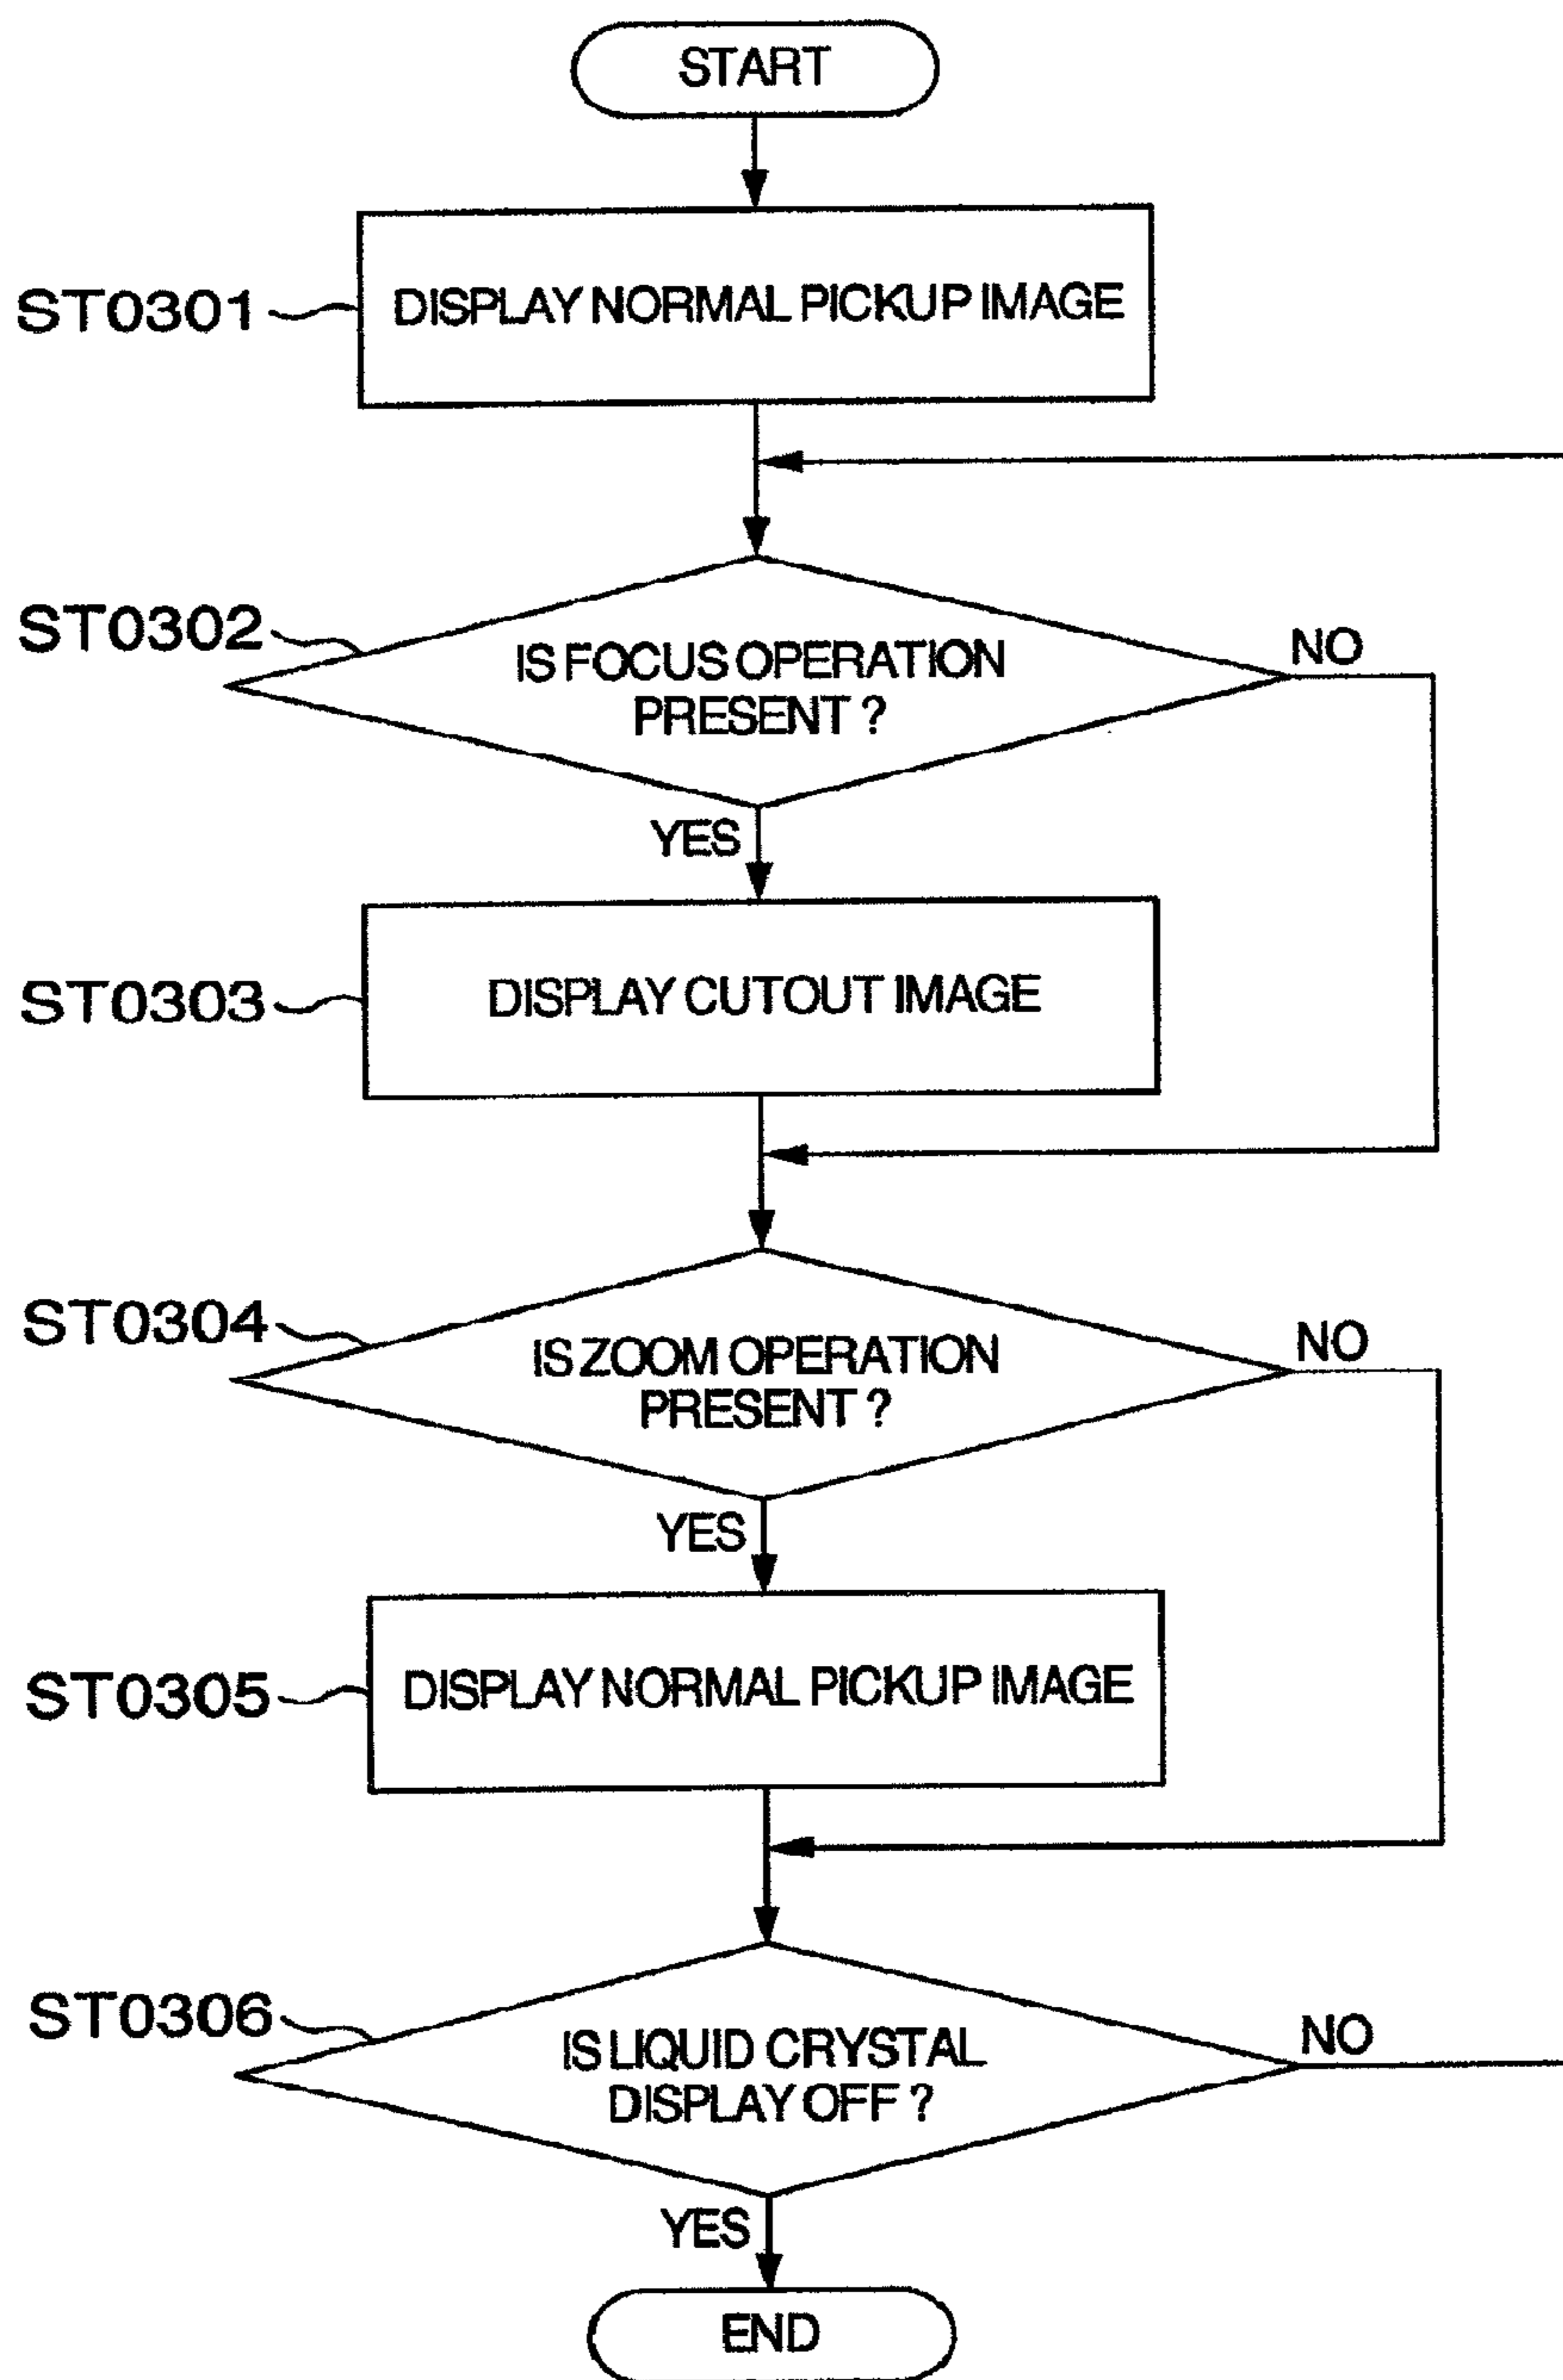 START
ST0301
DISPLAY NORMAL PICKUP IMAGE
ST0302
IS FOCUS OPERATION
PRESENT ?
NO
YES
ST0303
DISPLAY CUTOUT IMAGE
ST0304
IS ZOOM OPERATION
PRESENT ?
NO
YES
ST0305
DISPLAY NORMAL PICKUP IMAGE
ST0306
IS LIQUID CRYSTAL
DISPLAY OFF ?
NO
YES
END